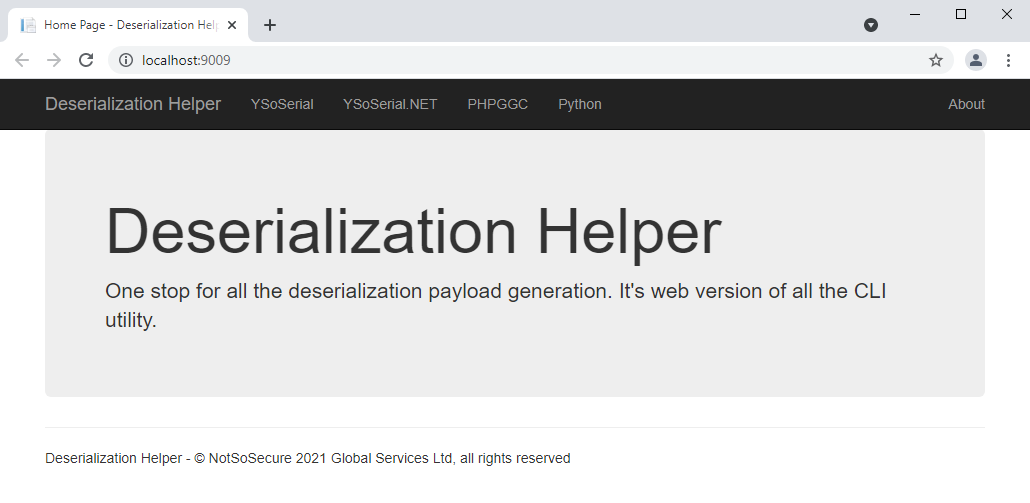 Home Page - Deserialization Help
localhost:9009
Deserialization Helper YSoSerial YSoSerial.NET PHPGGC Python About
Deserialization Helper
One stop for all the deserialization payload generation. It's web version of all the CLI
utility.
Deserialization Helper - © NotSoSecure 2021 Global Services Ltd, all rights reserved